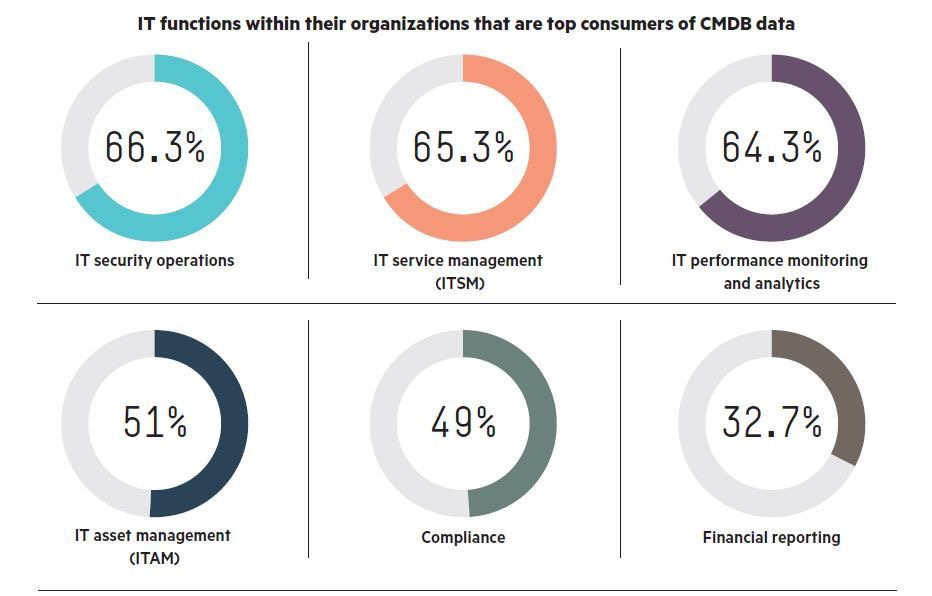 IT functions within their organizations that are top consumers of CMDB data
66.3%
IT security operations
65.3%
IT service management
(ITSM)
64.3%
IT performance monitoring
and analytics
51%
IT asset management
(ITAM)
49%
Compliance
32.7%
Financial reporting